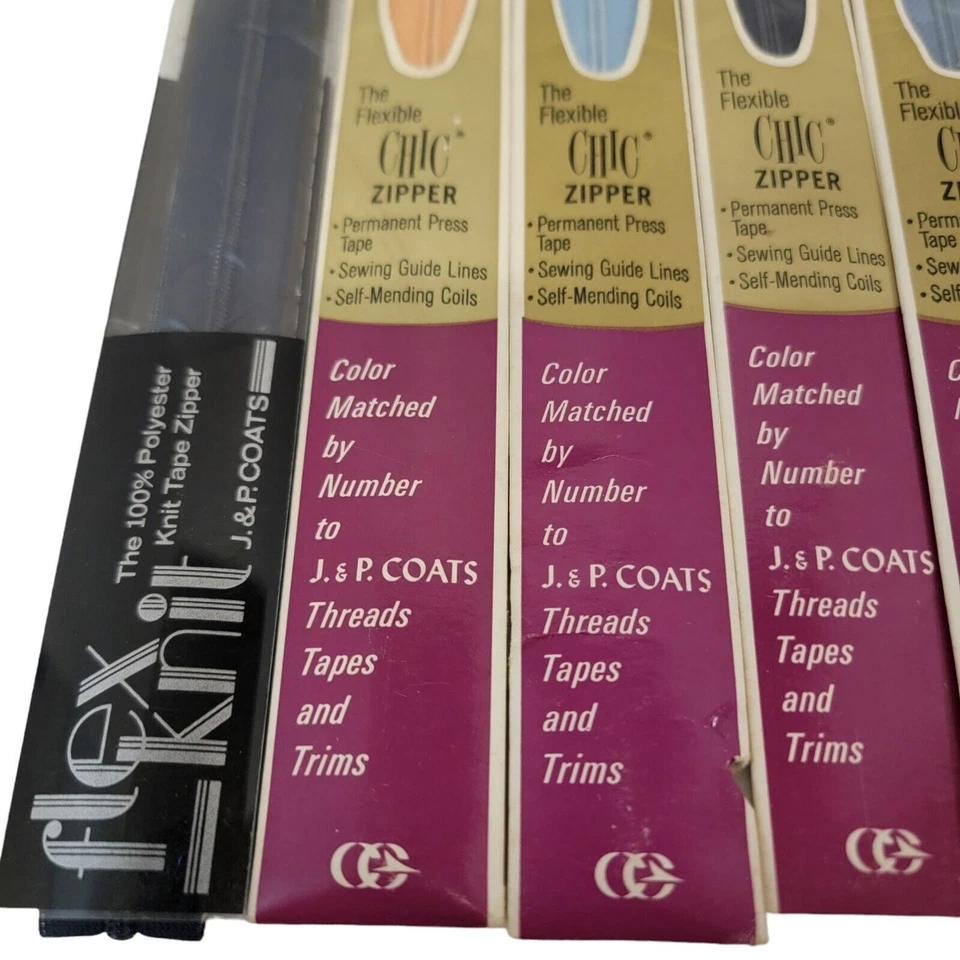 The 100% Polyester
Knit Tape Zipper
J.&P. COATS
flex
knit
The
Flexible
CHIC®
ZIPPER
• Permanent Press
Tape
• Sewing Guide Lines
• Self-Mending Coils
Color
Matched
by
Number
to
J. & P. COATS
Threads
Tapes
and
Trims
The
Flexible
CHIC®
ZIPPER
• Permanent Press
Tape
• Sewing Guide Lines
• Self-Mending Coils
Color
Matched
by
Number
to
J. & P. COATS
Threads
Tapes
and
Trims
The
Flexible
CHIC®
ZIPPER
• Permanent Press
Tape
• Sewing Guide Lines
• Self-Mending Coils
Color
Matched
by
Number
to
J. & P. COATS
Threads
Tapes
and
Trims
The
Tape